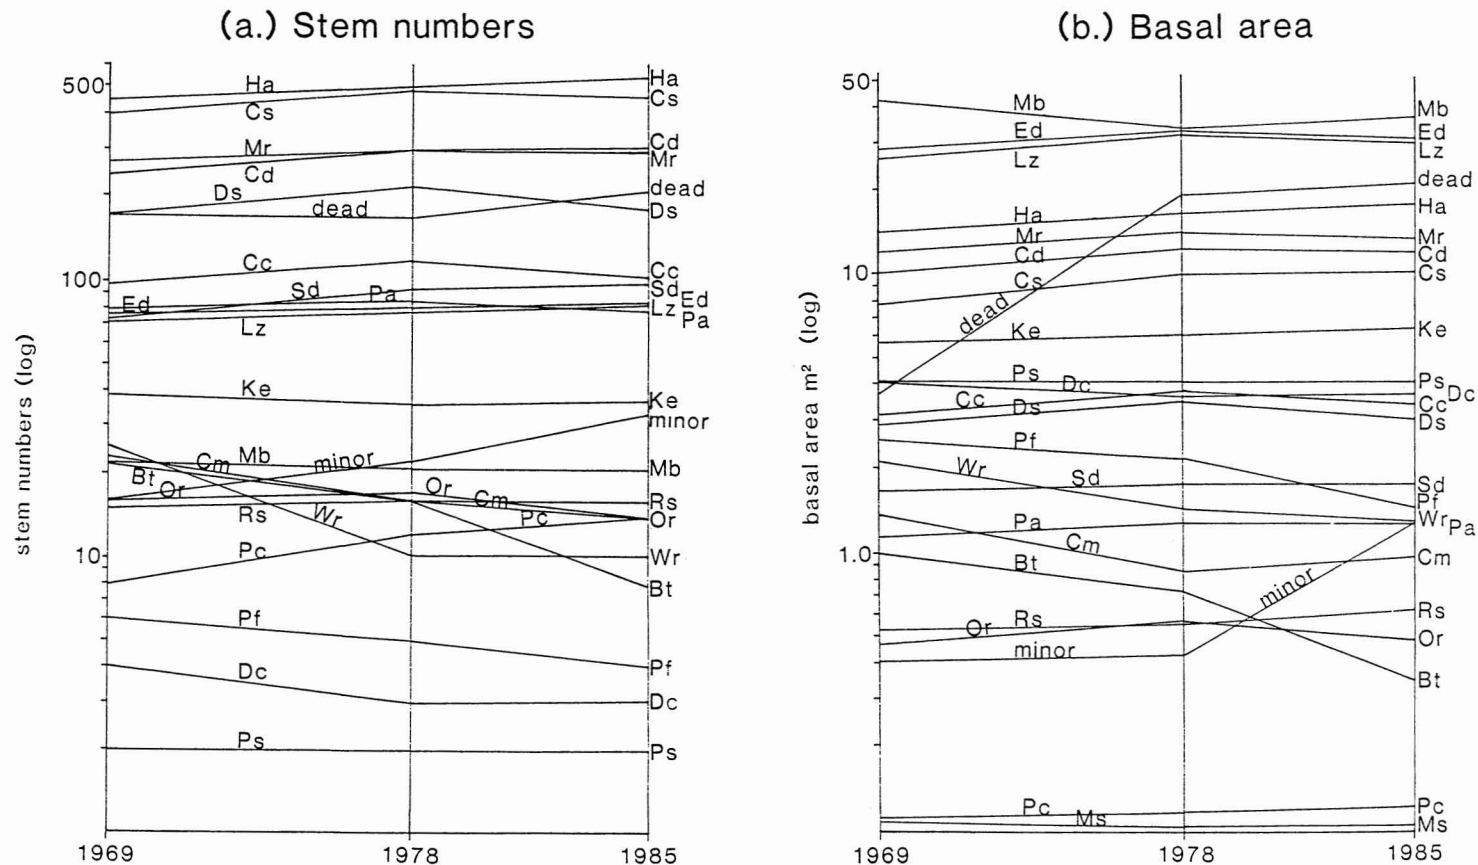 (a.) Stem numbers
stem numbers (log)
500
100
10
Ha
Cs
Mr
Cd
Ds
dead
Cc
Sd
Pa
Ed
Lz
Ke
Mb
Cm
minor
Bt
Or
Or
Cm
Rs
Wr
Pc
Pc
Pf
Dc
Ps
Ha
Cs
Cd
Mr
dead
Ds
Cc
Sd Ed
Lz Pa
Ke
minor
Mb
Rs
Or
Wr
Bt
Pf
Dc
Ps
1969 1978 1985
(b.) Basal area
basal area m² (log)
50
10
1.0
Mb
Ed
Lz
Ha
Mr
Cd
Cs
dead
Ke
Ps
Dc
Cc
Ds
Pf
Wr
Sd
Pa
Cm
Bt
minor
Or
Rs
minor
Pc
Ms
Mb
Ed
Lz
dead
Ha
Mr
Cd
Cs
Ke
Ps
Dc
Cc
Ds
Sd
Pf
Wr Pa
Cm
Rs
Or
Bt
Pc
Ms
1969 1978 1985